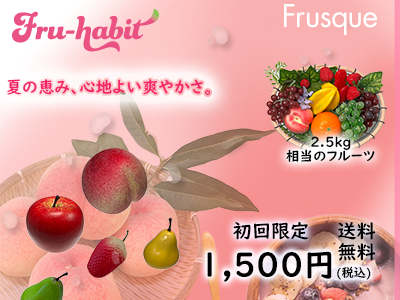 Fru-habit
Frusque
夏の恵み、心地よい爽やかさ。
2.5kg
相当のフルーツ
初回限定 送料無料
1,500円(税込)